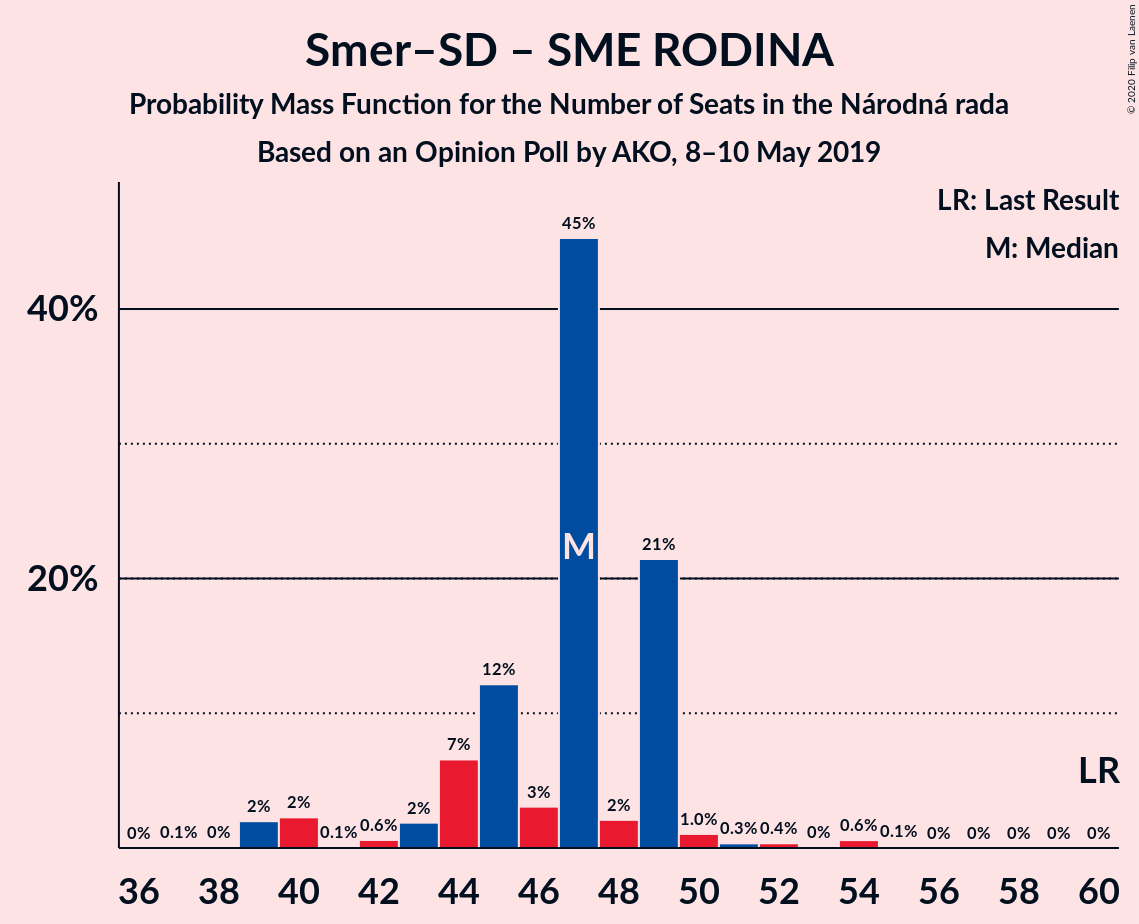 Smer–SD – SME RODINA
Probability Mass Function for the Number of Seats in the Národná rada
Based on an Opinion Poll by AKO, 8–10 May 2019
© 2020 Filip van Laenen
LR: Last Result
M: Median
45%
40%
M
21%
20%
12%
LR
7%
3%
2% 2% 2% 2%
0% 0.1% 0% 0.1% 0.6% 1.0% 0.3% 0.4% 0% 0.6% 0.1% 0% 0% 0% 0% 0%
36 38 40 42 44 46 48 50 52 54 56 58 60